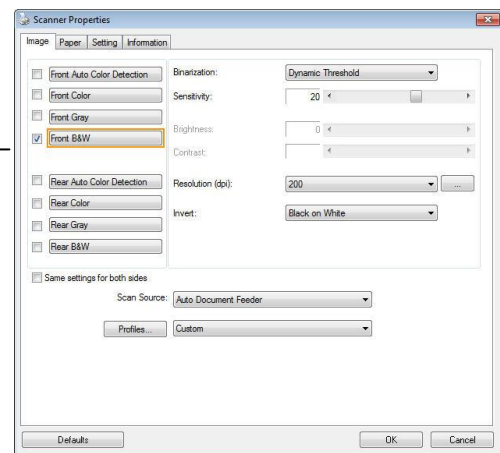 Scanner Properties
Image Paper Setting Information
Front Auto Color Detection
Front Color
Front Gray
Front B&W
Rear Auto Color Detection
Rear Color
Rear Gray
Rear B&W
Binarization: Dynamic Threshold
Sensitivity: 20
Brightness: 0
Contrast:
Resolution (dpi): 200 ...
Invert: Black on White
Same settings for both sides
Scan Source: Auto Document Feeder
Profiles... Custom
Defaults OK Cancel